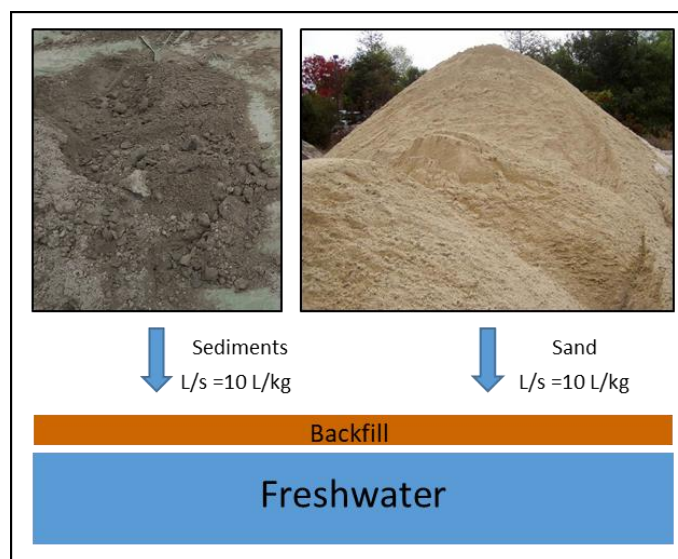 Sediments
L/s =10 L/kg
Sand
L/s =10 L/kg
Backfill
Freshwater